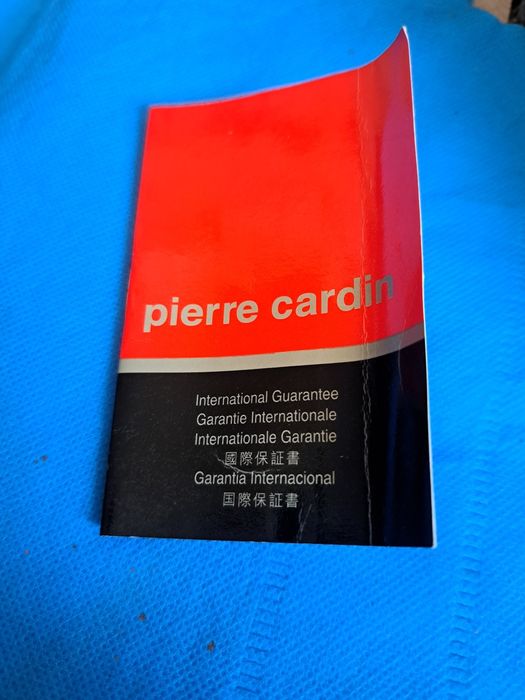 pierre cardin
International Guarantee
Garantie Internationale
Internationale Garantie
國際保証書
Garantía Internacional
国際保証書